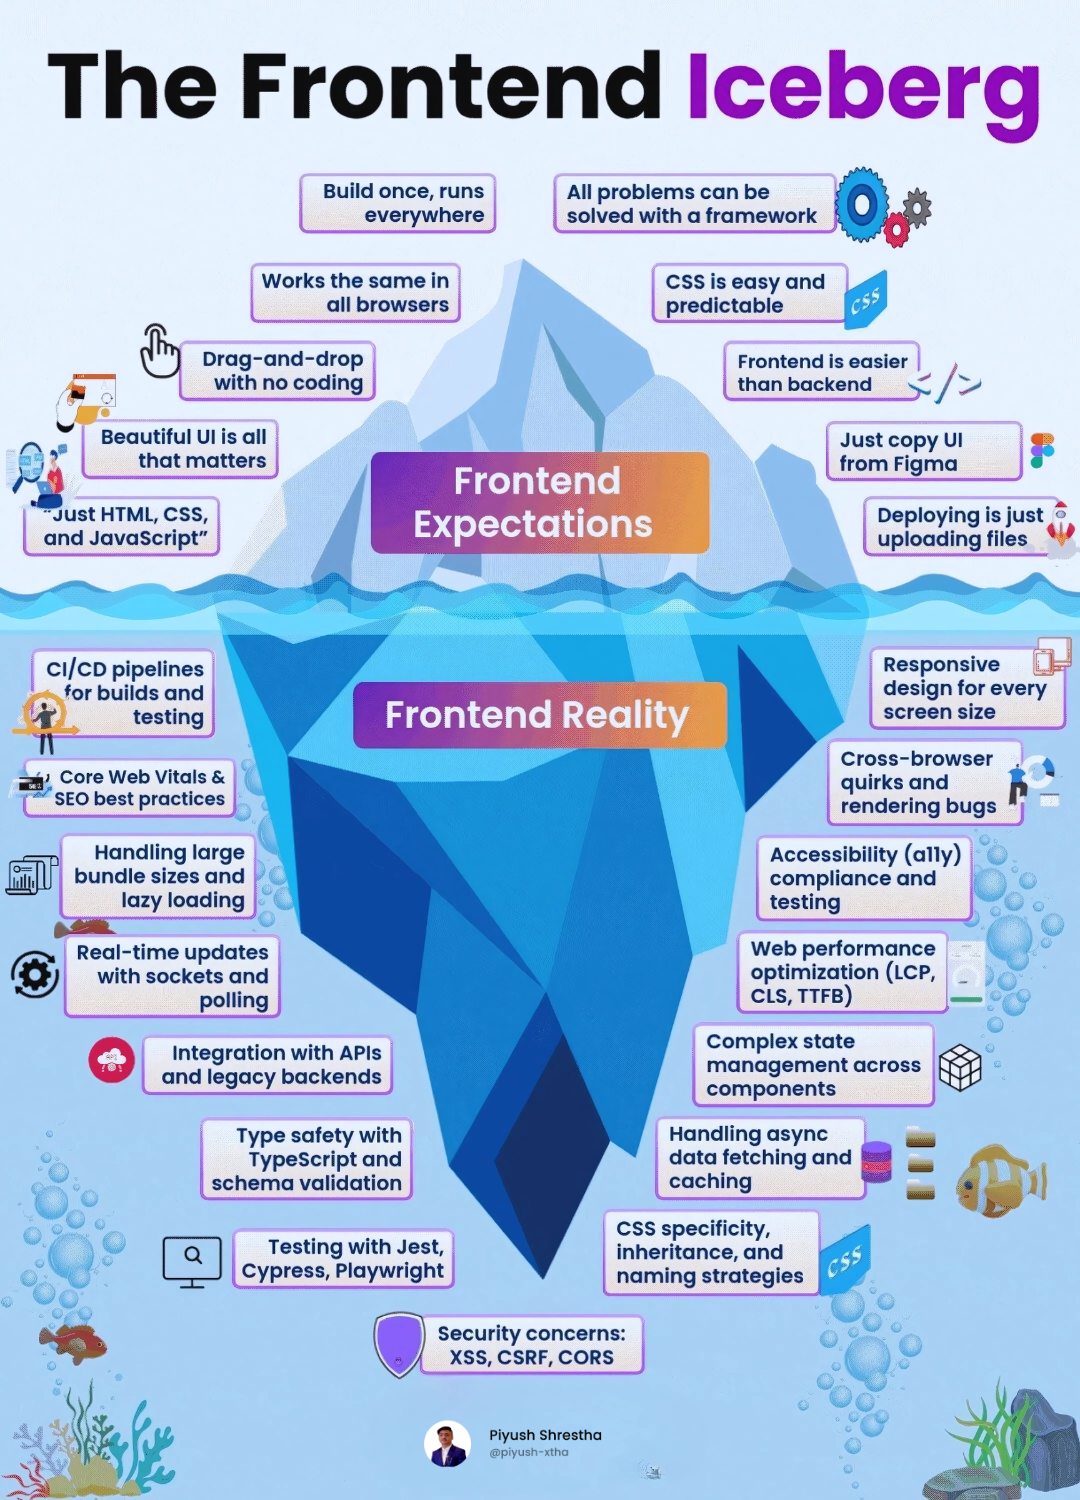 The Frontend Iceberg
Build once, runs
everywhere
All problems can be
solved with a framework
Works the same in
all browsers
CSS is easy and
predictable
CSS
Drag-and-drop
with no coding
Frontend is easier
than backend
</>
Beautiful UI is all
that matters
Just copy UI
from Figma
"Just HTML, CSS,
and JavaScript”
Deploying is just
uploading files
Frontend
Expectations
Frontend Reality
CI/CD pipelines
for builds and
testing
Responsive
design for every
screen size
Core Web Vitals &
SEO best practices
Cross-browser
quirks and
rendering bugs
Handling large
bundle sizes and
lazy loading
Accessibility (a11y)
compliance and
testing
Real-time updates
with sockets and
polling
Web performance
optimization (LCP,
CLS, TTFB)
Integration with APIs
and legacy backends
Complex state
management across
components
Type safety with
TypeScript and
schema validation
Handling async
data fetching and
caching
Testing with Jest,
Cypress, Playwright
CSS specificity,
inheritance, and
naming strategies
CSS
Security concerns:
XSS, CSRF, CORS
Piyush Shrestha
@piyush-xtha